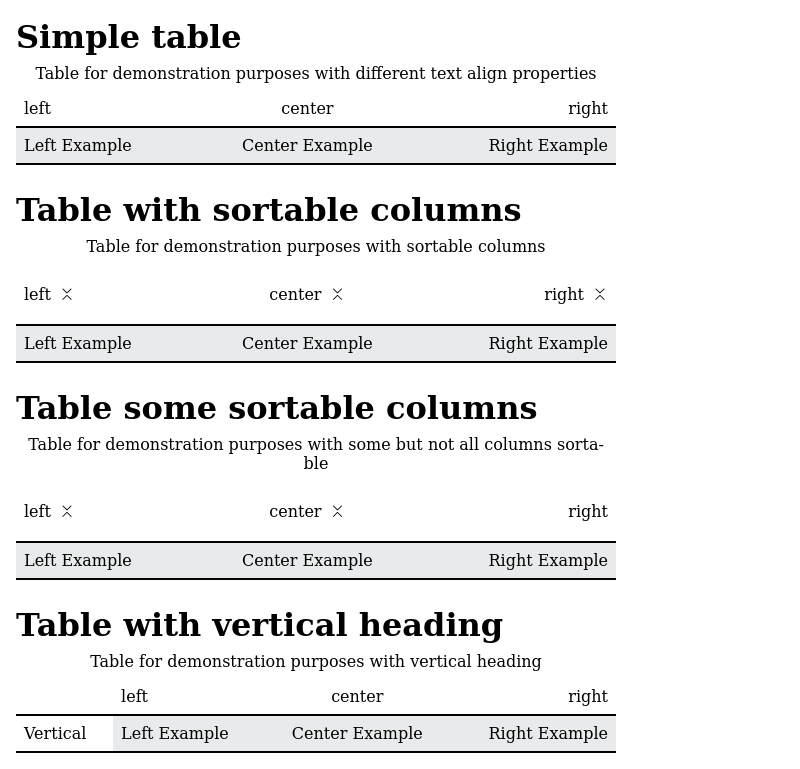 Simple table
Table for demonstration purposes with different text align properties
left center right
Left Example Center Example Right Example
Table with sortable columns
Table for demonstration purposes with sortable columns
left center right
Left Example Center Example Right Example
Table some sortable columns
Table for demonstration purposes with some but not all columns sorta-
ble
left center right
Left Example Center Example Right Example
Table with vertical heading
Table for demonstration purposes with vertical heading
left center right
Vertical Left Example Center Example Right Example